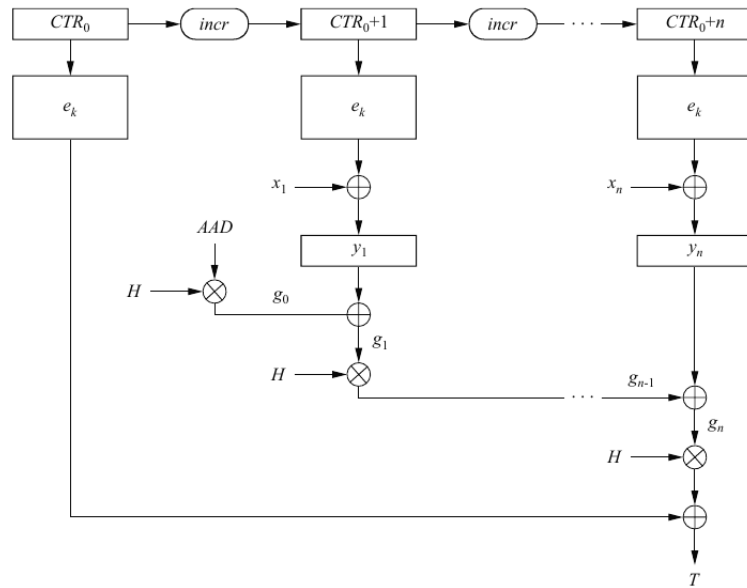 CTR₀ incr CTR₀+1 incr · · · CTR₀+n
eₖ eₖ eₖ
x₁ xₙ
AAD y₁ yₙ
H g₀
g₁
H · · · gₙ₋₁
gₙ
H
T